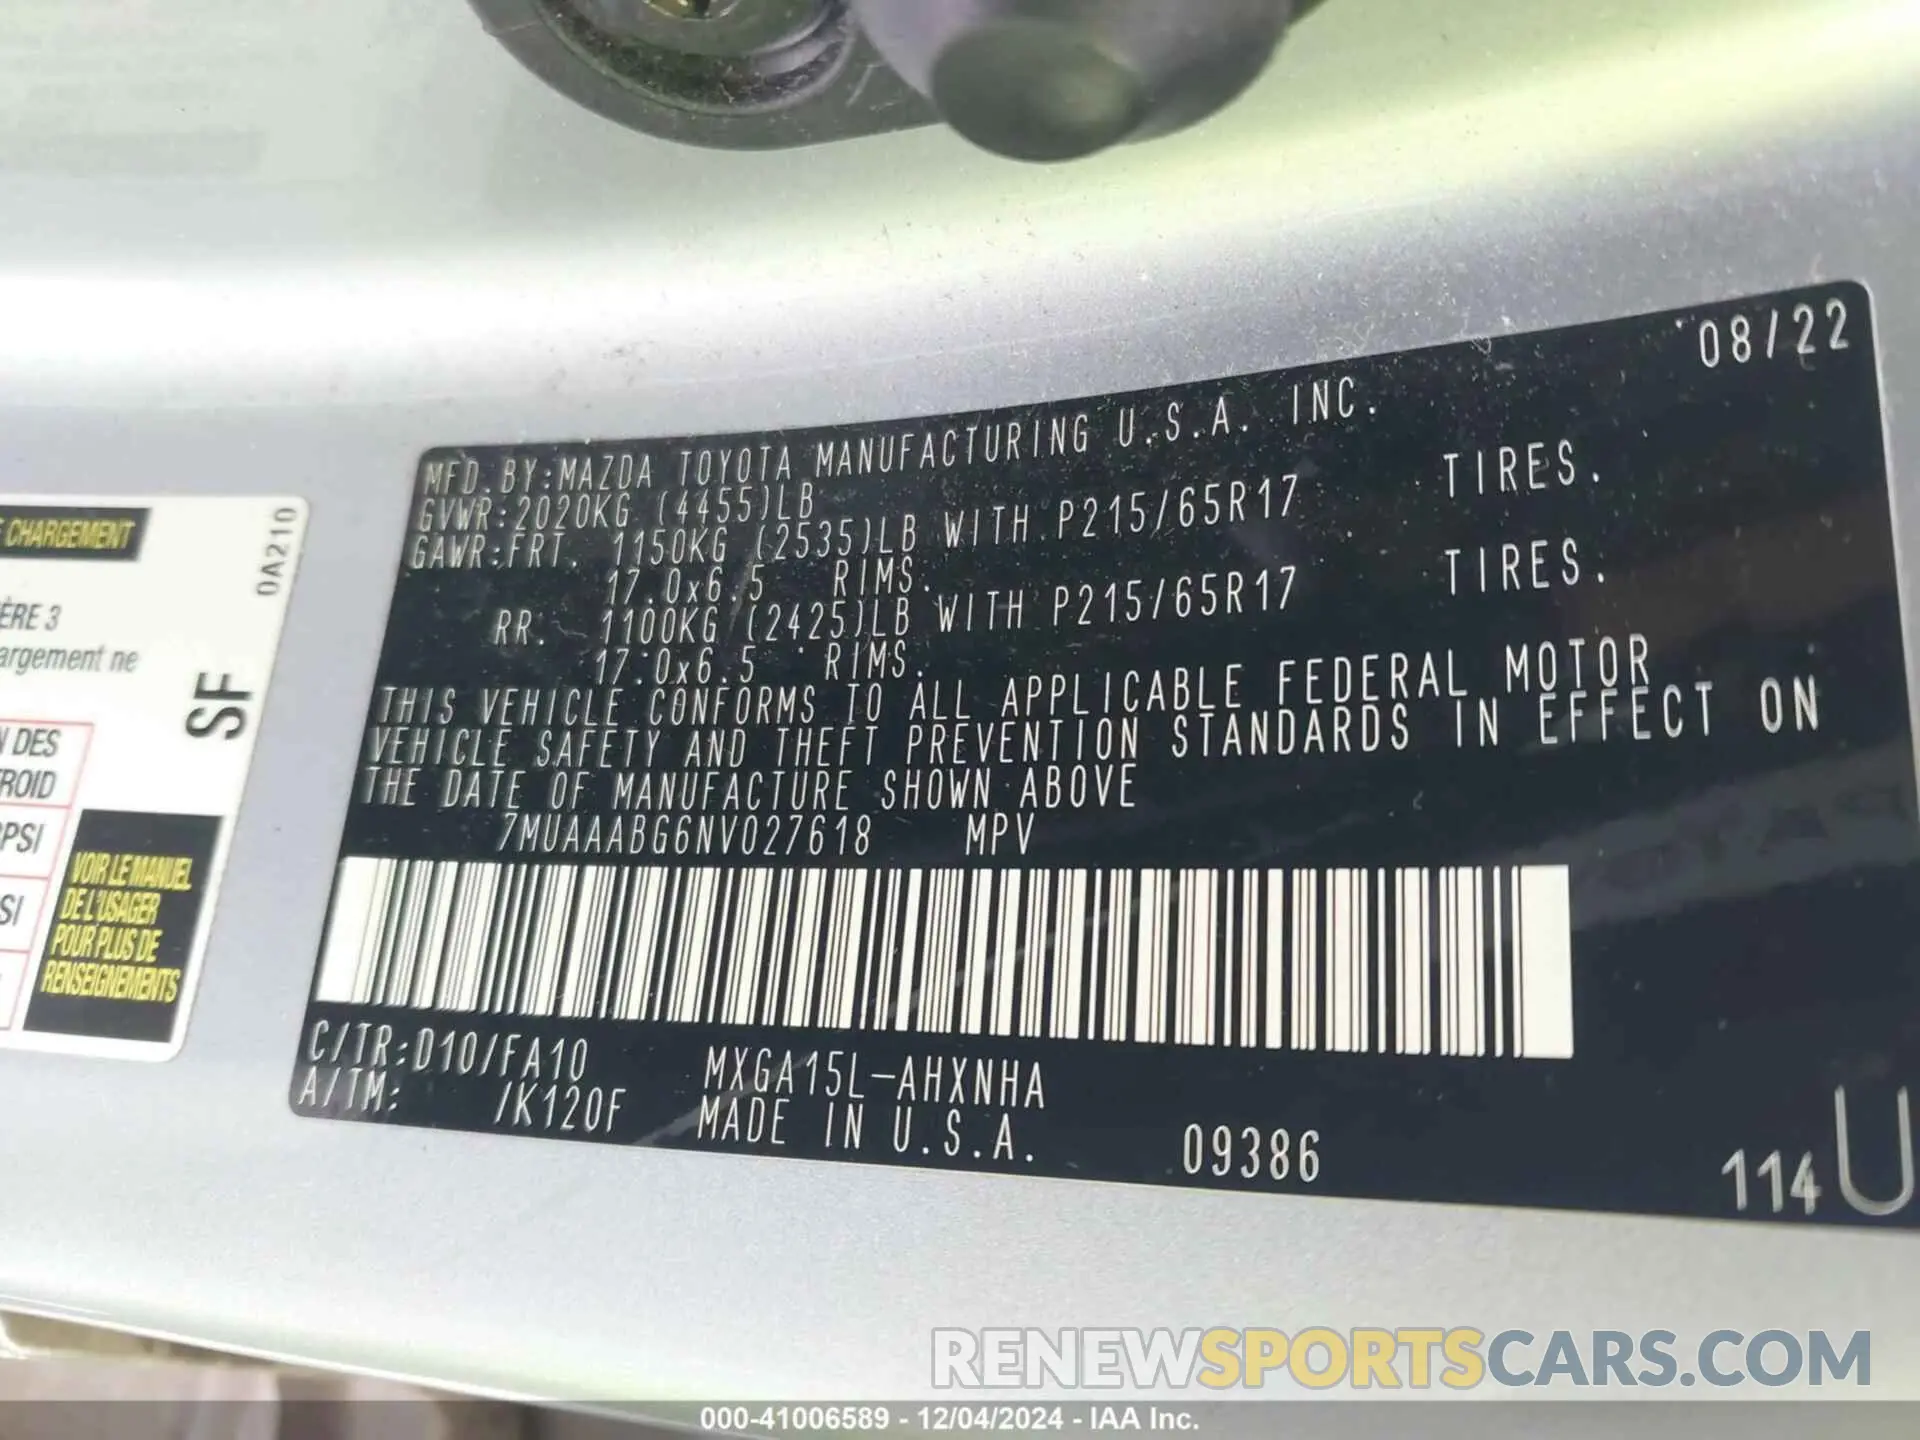 08/22
MFD. BY:MAZDA TOYOTA MANUFACTURING U.S.A. INC.
GVWR:2020KG (4455)LB
GAWR:FRT. 1150KG (2535)LB WITH P215/65R17 TIRES.
17.0x6.5 RIMS.
RR. 1100KG (2425)LB WITH P215/65R17 TIRES.
17.0x6.5 RIMS.
THIS VEHICLE CONFORMS TO ALL APPLICABLE FEDERAL MOTOR
VEHICLE SAFETY AND THEFT PREVENTION STANDARDS IN EFFECT ON
THE DATE OF MANUFACTURE SHOWN ABOVE
7MUAAABG6NV027618 MPV
C/TR:D10/FA10 MXGA15L-AHXNHA
A/TM: /K120F MADE IN U.S.A.
09386
114U
CHARGEMENT
0A210
ÈRE 3
argement ne
SF
N DES
ROID
PSI
SI
VOIR LE MANUEL
DE L'USAGER
POUR PLUS DE
RENSEIGNEMENTS
RENEWSPORTSCARS.COM
000-41006589 - 12/04/2024 - IAA Inc.